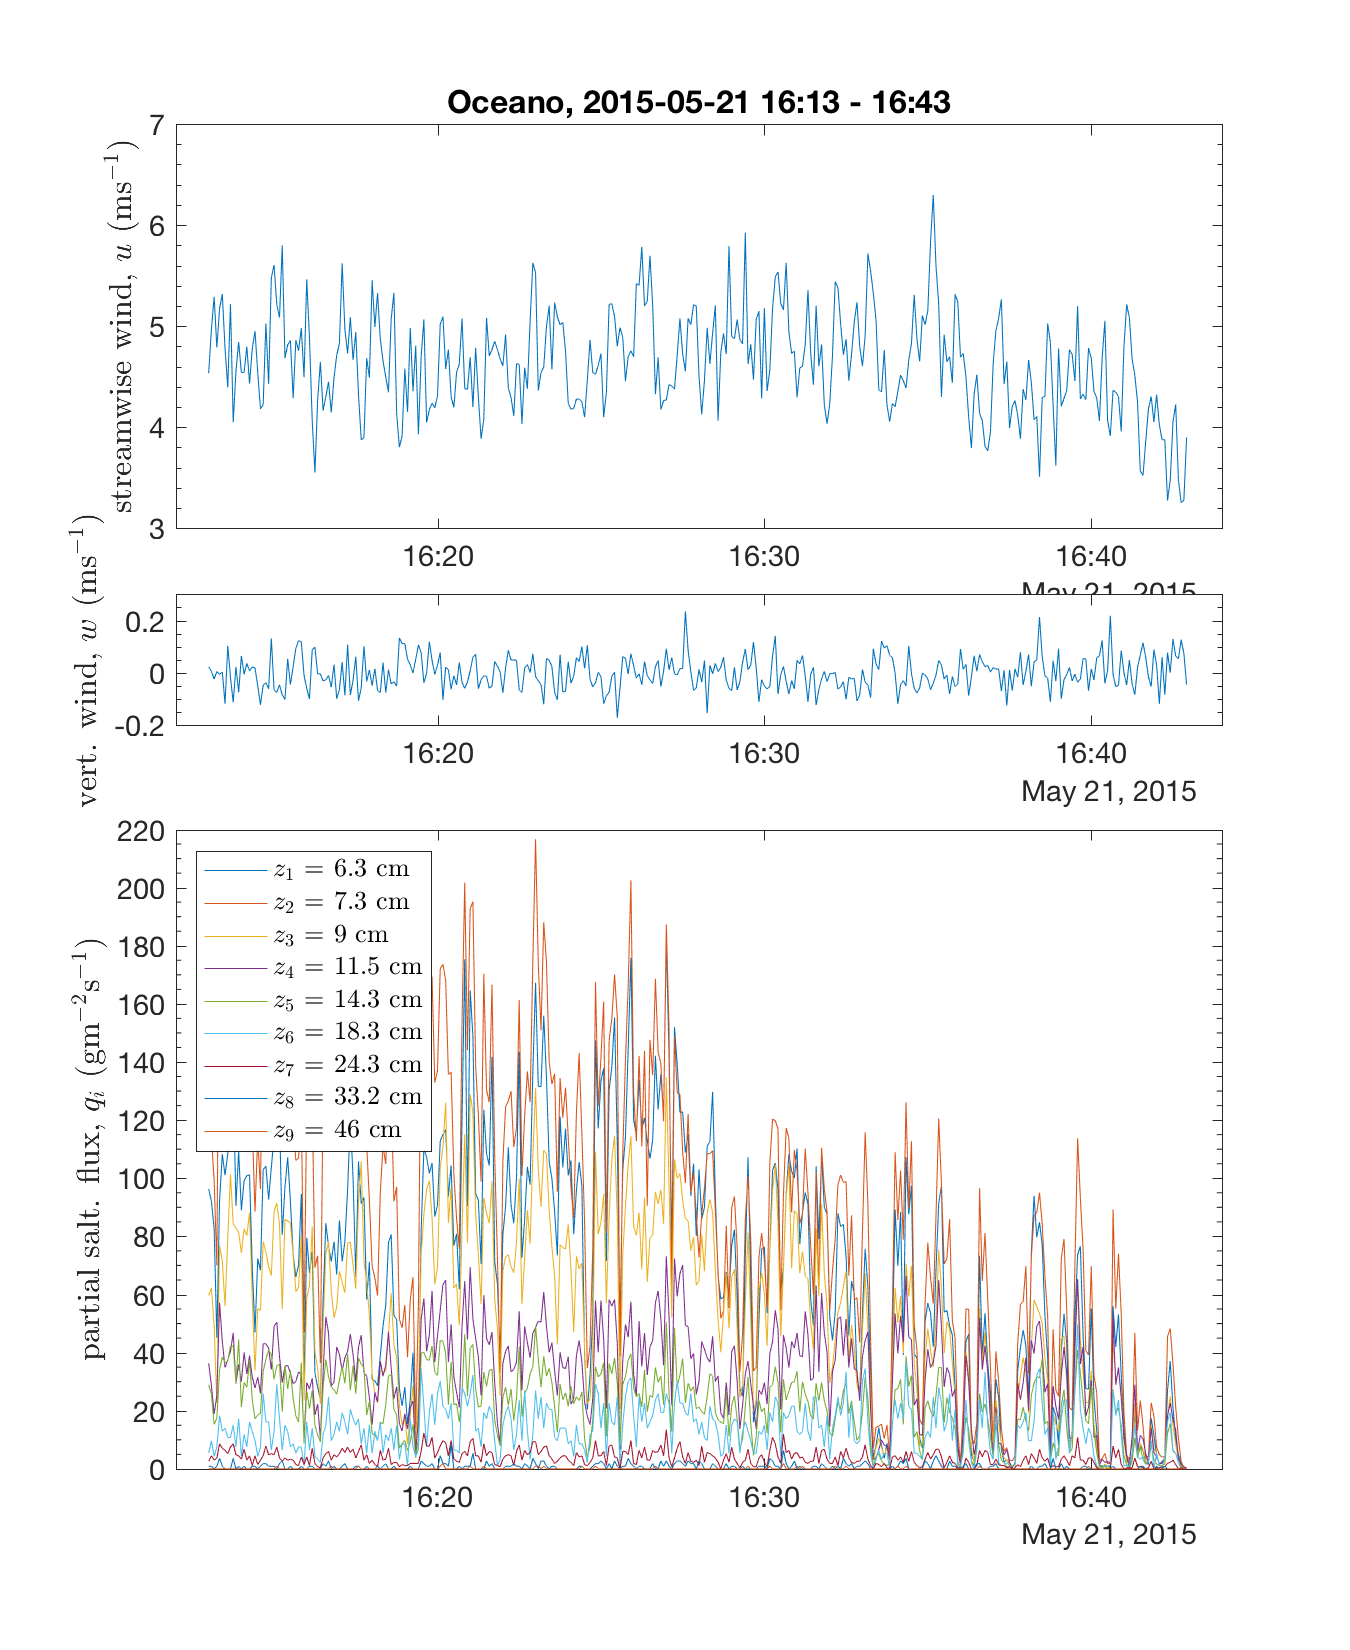 Oceano, 2015-05-21 16:13 - 16:43
streamwise wind, u (ms⁻¹)
7
6
5
4
3
16:20 16:30 16:40
May 21, 2015
vert. wind, w (ms⁻¹)
0.2
0
-0.2
16:20 16:30 16:40
May 21, 2015
partial salt. flux, qᵢ (gm⁻²s⁻¹)
220
200
180
160
140
120
100
80
60
40
20
0
z₁ = 6.3 cm
z₂ = 7.3 cm
z₃ = 9 cm
z₄ = 11.5 cm
z₅ = 14.3 cm
z₆ = 18.3 cm
z₇ = 24.3 cm
z₈ = 33.2 cm
z₉ = 46 cm
16:20 16:30 16:40
May 21, 2015